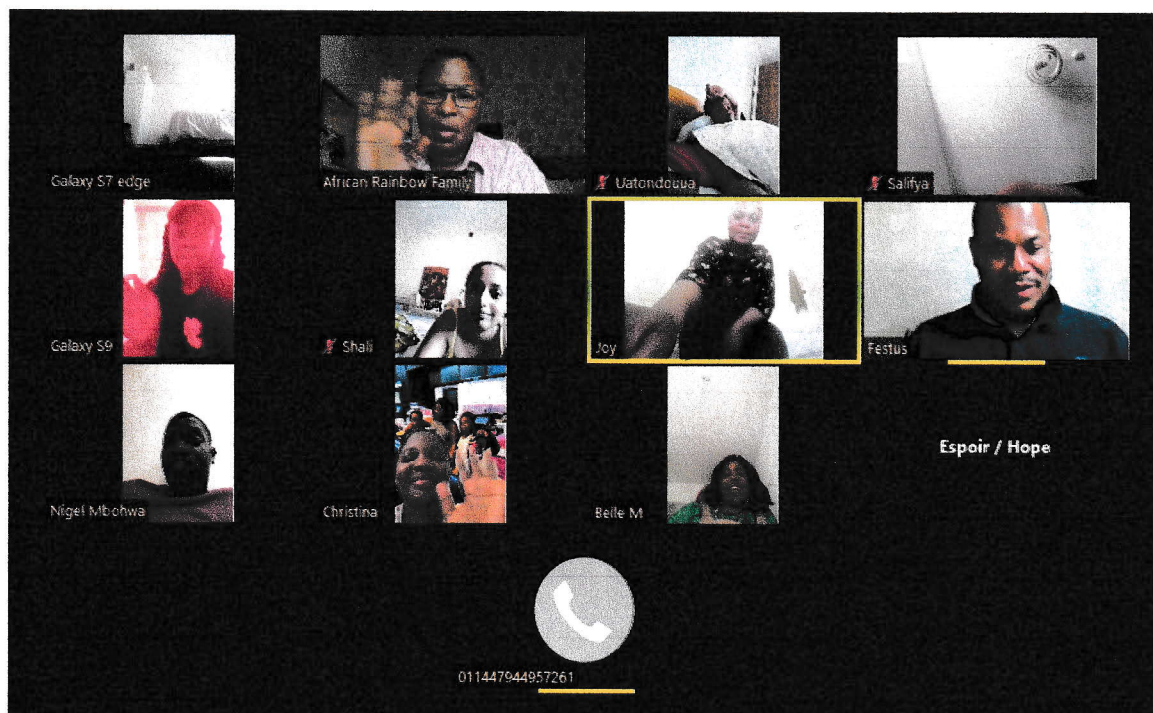 Galaxy S7 edge
African Rainbow Family
Uatondouua
Salifya
Galaxy S9
Shali
Joy
Festus
Nigel Mbohwa
Christina
Belle M
Espoir / Hope
011447944957261